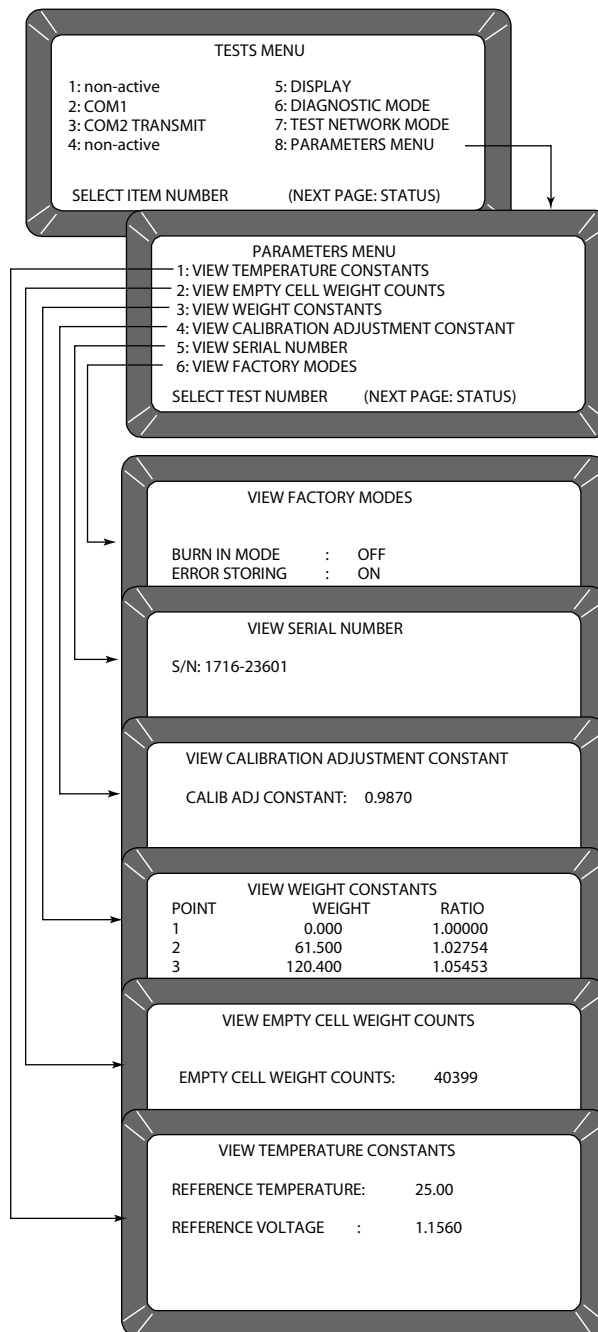 TESTS MENU
1: non-active 5: DISPLAY
2: COM1 6: DIAGNOSTIC MODE
3: COM2 TRANSMIT 7: TEST NETWORK MODE
4: non-active 8: PARAMETERS MENU
SELECT ITEM NUMBER (NEXT PAGE: STATUS)
PARAMETERS MENU
1: VIEW TEMPERATURE CONSTANTS
2: VIEW EMPTY CELL WEIGHT COUNTS
3: VIEW WEIGHT CONSTANTS
4: VIEW CALIBRATION ADJUSTMENT CONSTANT
5: VIEW SERIAL NUMBER
6: VIEW FACTORY MODES
SELECT TEST NUMBER (NEXT PAGE: STATUS)
VIEW FACTORY MODES
BURN IN MODE : OFF
ERROR STORING : ON
VIEW SERIAL NUMBER
S/N: 1716-23601
VIEW CALIBRATION ADJUSTMENT CONSTANT
CALIB ADJ CONSTANT: 0.9870
VIEW WEIGHT CONSTANTS
POINT WEIGHT RATIO
1 0.000 1.00000
2 61.500 1.02754
3 120.400 1.05453
VIEW EMPTY CELL WEIGHT COUNTS
EMPTY CELL WEIGHT COUNTS: 40399
VIEW TEMPERATURE CONSTANTS
REFERENCE TEMPERATURE: 25.00
REFERENCE VOLTAGE : 1.1560